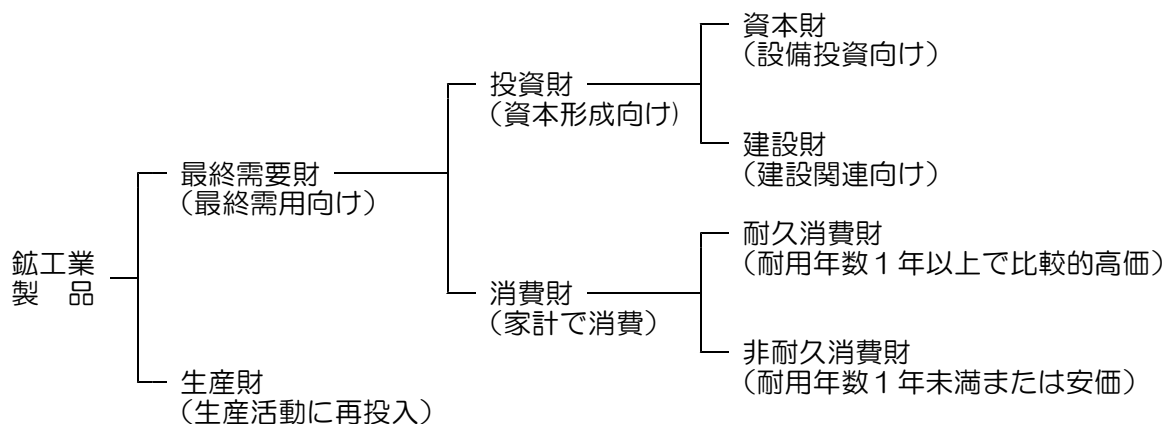 資本財
（設備投資向け）
投資財
（資本形成向け）
建設財
（建設関連向け）
最終需要財
（最終需用向け）
耐久消費財
（耐用年数１年以上で比較的高価）
鉱工業
製　品
消費財
（家計で消費）
非耐久消費財
（耐用年数１年未満または安価）
生産財
（生産活動に再投入）